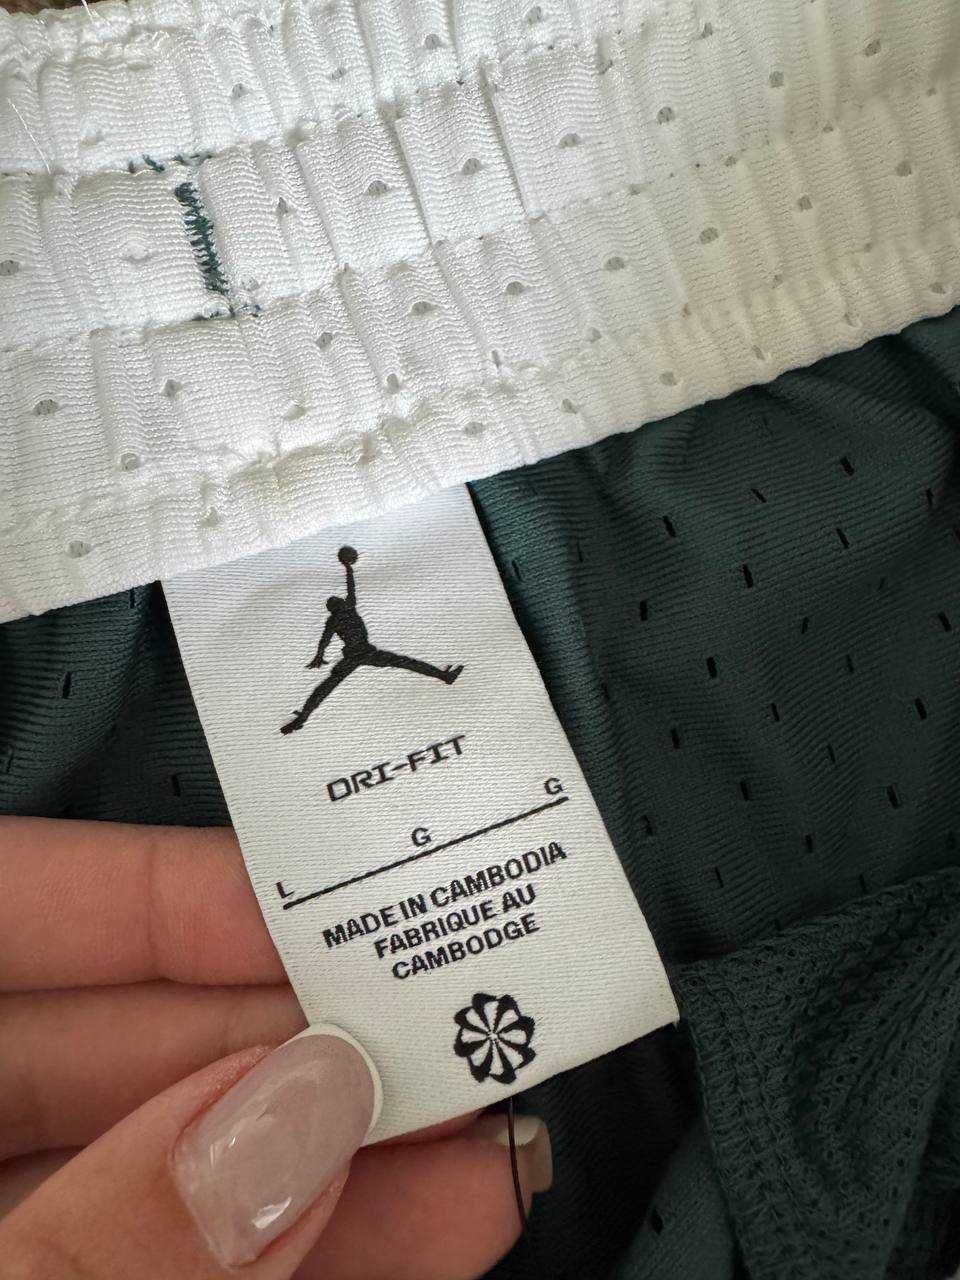 DRI-FIT
L G G
MADE IN CAMBODIA
FABRIQUE AU
CAMBODGE